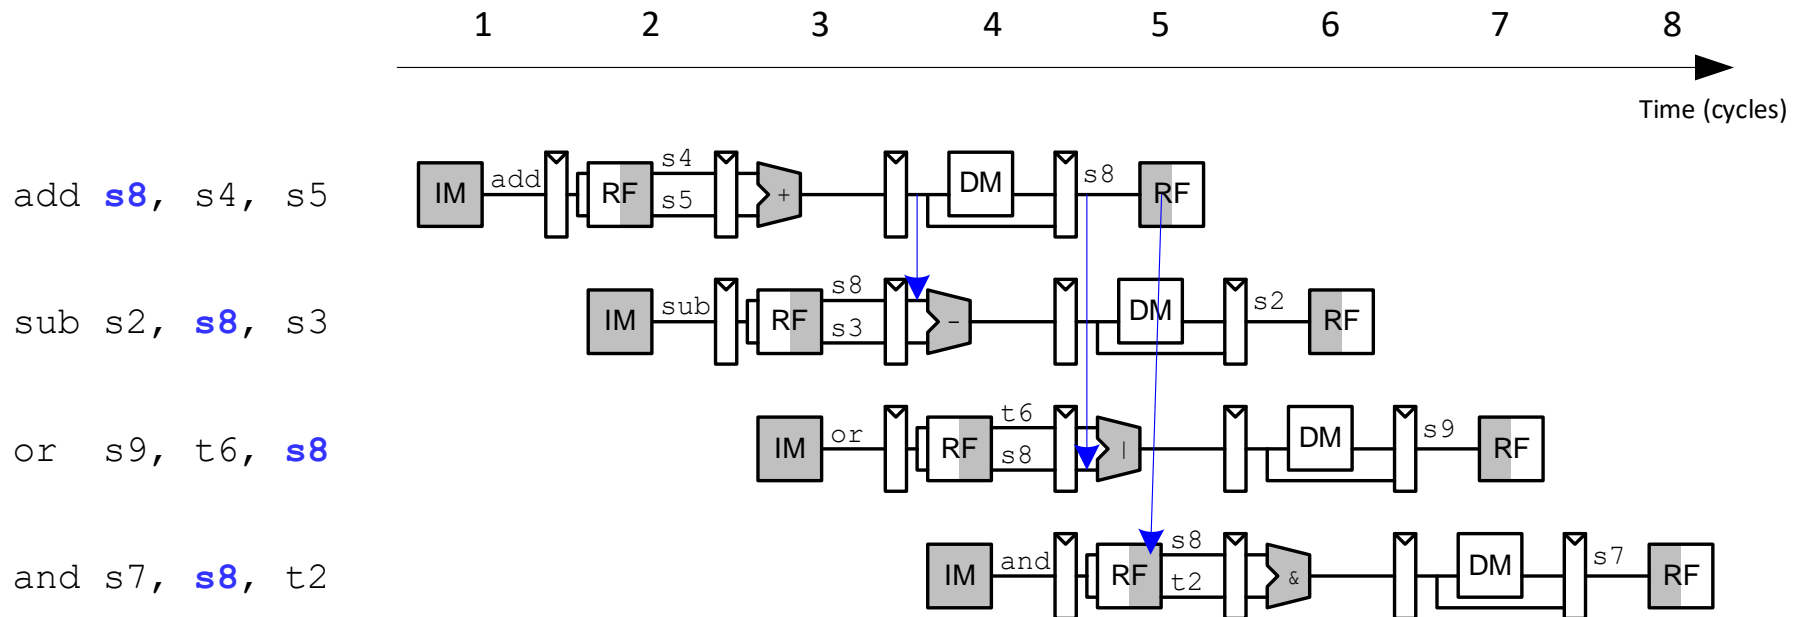 1 2 3 4 5 6 7 8
Time (cycles)
add s8, s4, s5 IM add RF s4 s5 + DM s8 RF
sub s2, s8, s3 IM sub RF s8 s3 - DM s2 RF
or s9, t6, s8 IM or RF t6 s8 | DM s9 RF
and s7, s8, t2 IM and RF s8 t2 & DM s7 RF